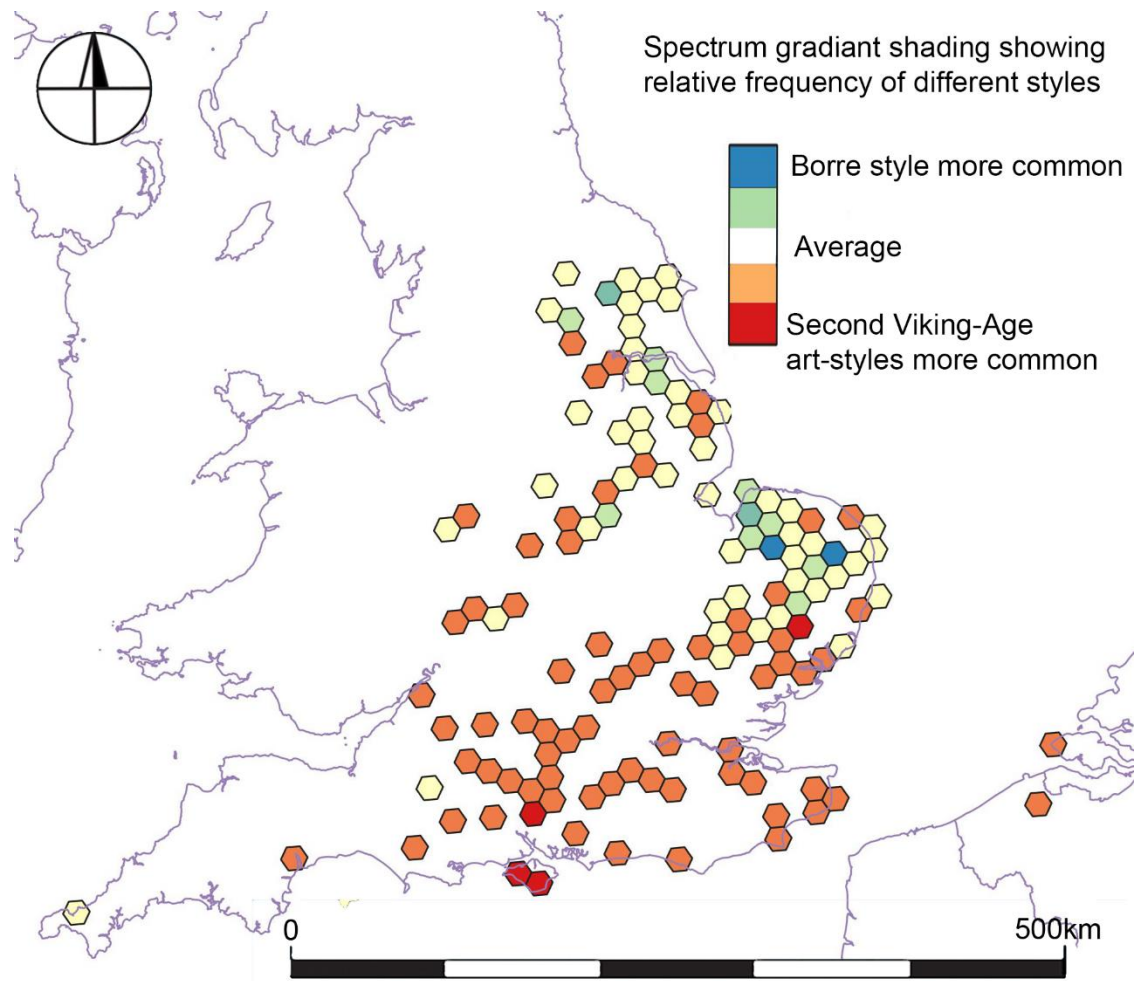 Spectrum gradiant shading showing
relative frequency of different styles
Borre style more common
Average
Second Viking-Age
art-styles more common
0
500km